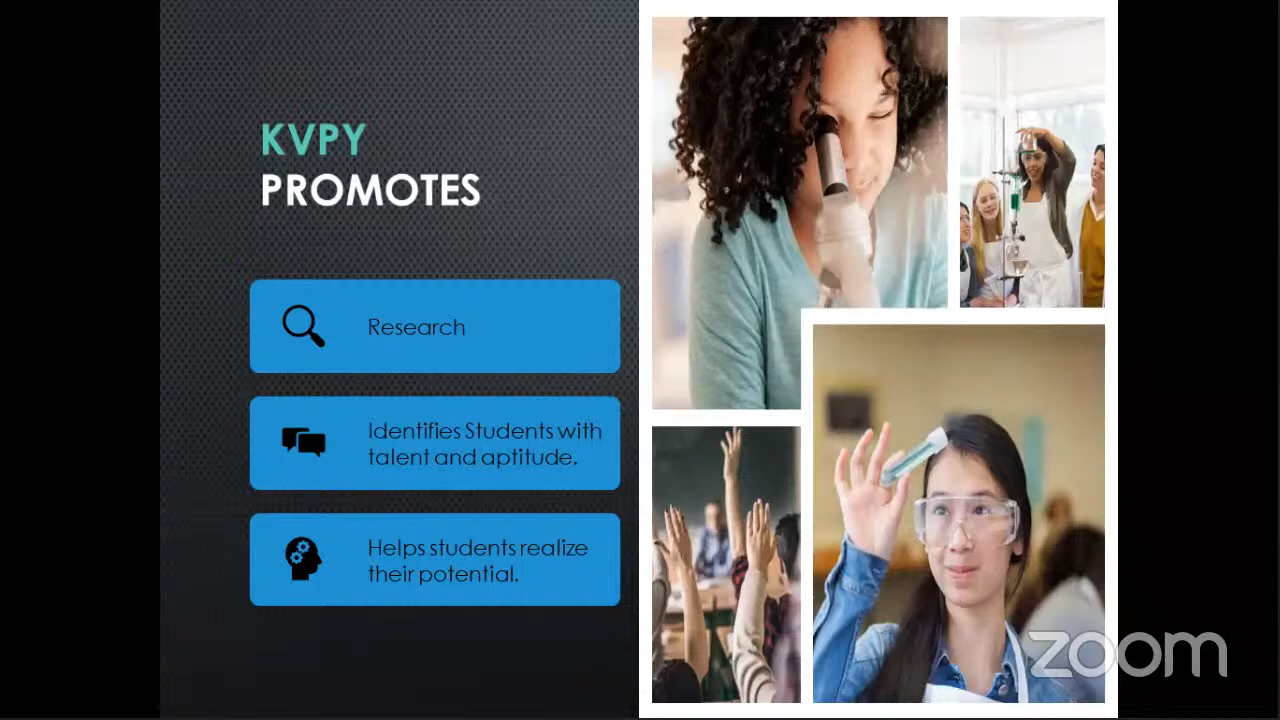 KVPY
PROMOTES
Research
Identifies Students with
talent and aptitude.
Helps students realize
their potential.
zoom